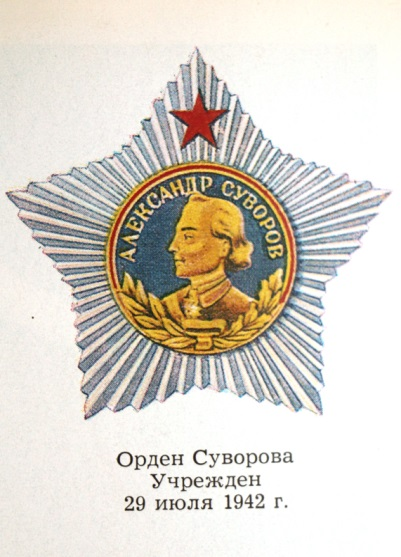 АЛЕКСАНДР СУВОРОВ
Орден Суворова
Учрежден
29 июля 1942 г.